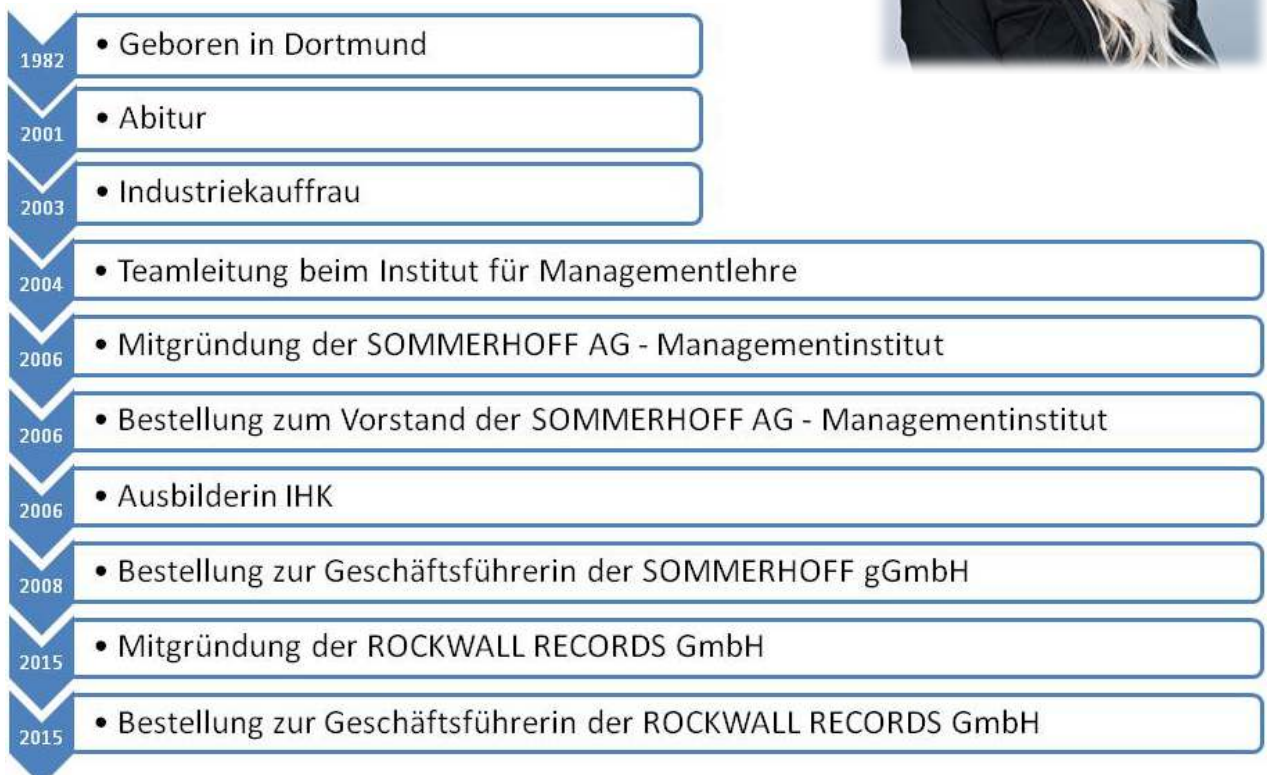 1982
• Geboren in Dortmund
2001
• Abitur
2003
• Industriekauffrau
2004
• Teamleitung beim Institut für Managementlehre
2006
• Mitgründung der SOMMERHOFF AG - Managementinstitut
2006
• Bestellung zum Vorstand der SOMMERHOFF AG - Managementinstitut
2006
• Ausbilderin IHK
2008
• Bestellung zur Geschäftsführerin der SOMMERHOFF gGmbH
2015
• Mitgründung der ROCKWALL RECORDS GmbH
2015
• Bestellung zur Geschäftsführerin der ROCKWALL RECORDS GmbH